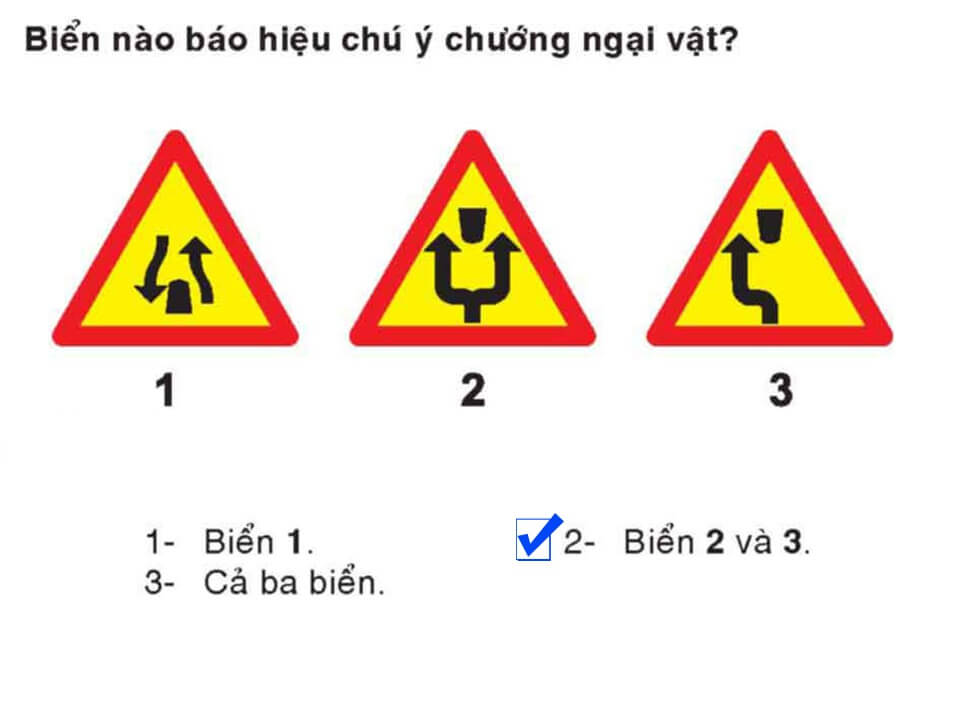 Biển nào báo hiệu chú ý chướng ngại vật?
1 2 3
1- Biển 1. 2- Biển 2 và 3.
3- Cả ba biển.